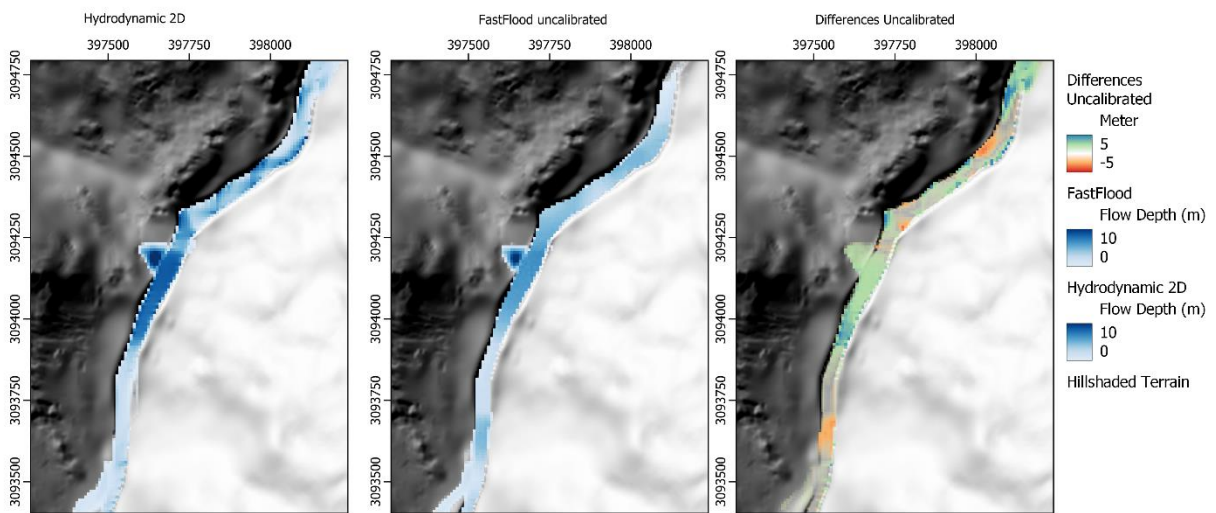 Hydrodynamic 2D
FastFlood uncalibrated
Differences Uncalibrated
397500 397750 398000
397500 397750 398000
397500 397750 398000
3094750
3094500
3094250
3094000
3093750
3093500
3094750
3094500
3094250
3094000
3093750
3093500
3094750
3094500
3094250
3094000
3093750
3093500
Differences
Uncalibrated
Meter
5
-5
FastFlood
Flow Depth (m)
10
0
Hydrodynamic 2D
Flow Depth (m)
10
0
Hillshaded Terrain